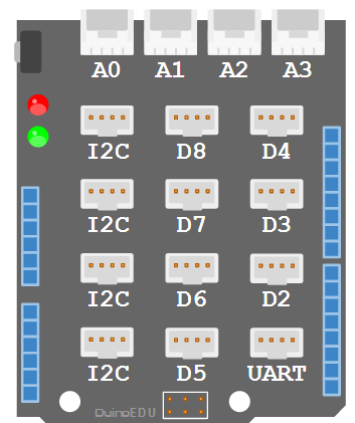 A0 A1 A2 A3
I2C D8 D4
I2C D7 D3
I2C D6 D2
I2C D5 UART
DuinoEDU